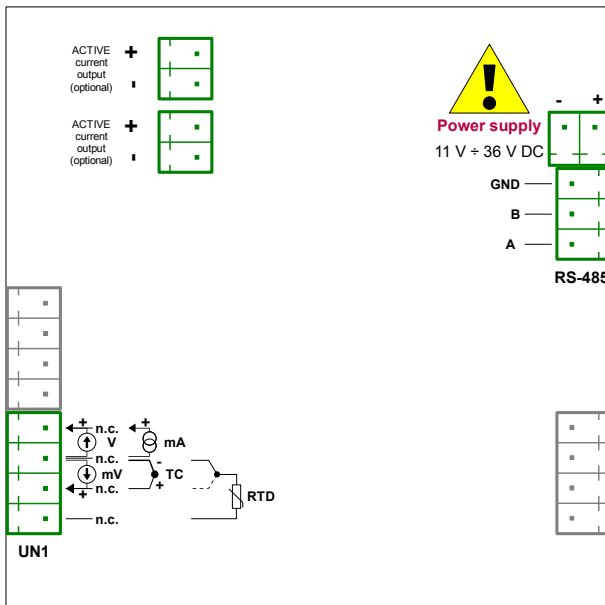 ACTIVE
current
output
(optional)
+
-
ACTIVE
current
output
(optional)
+
-
!
Power supply
11 V ÷ 36 V DC
- +
GND
B
A
RS-485
+ n.c. +
V mA
n.c. -
mV TC
+ n.c. +
RTD
n.c.
UN1